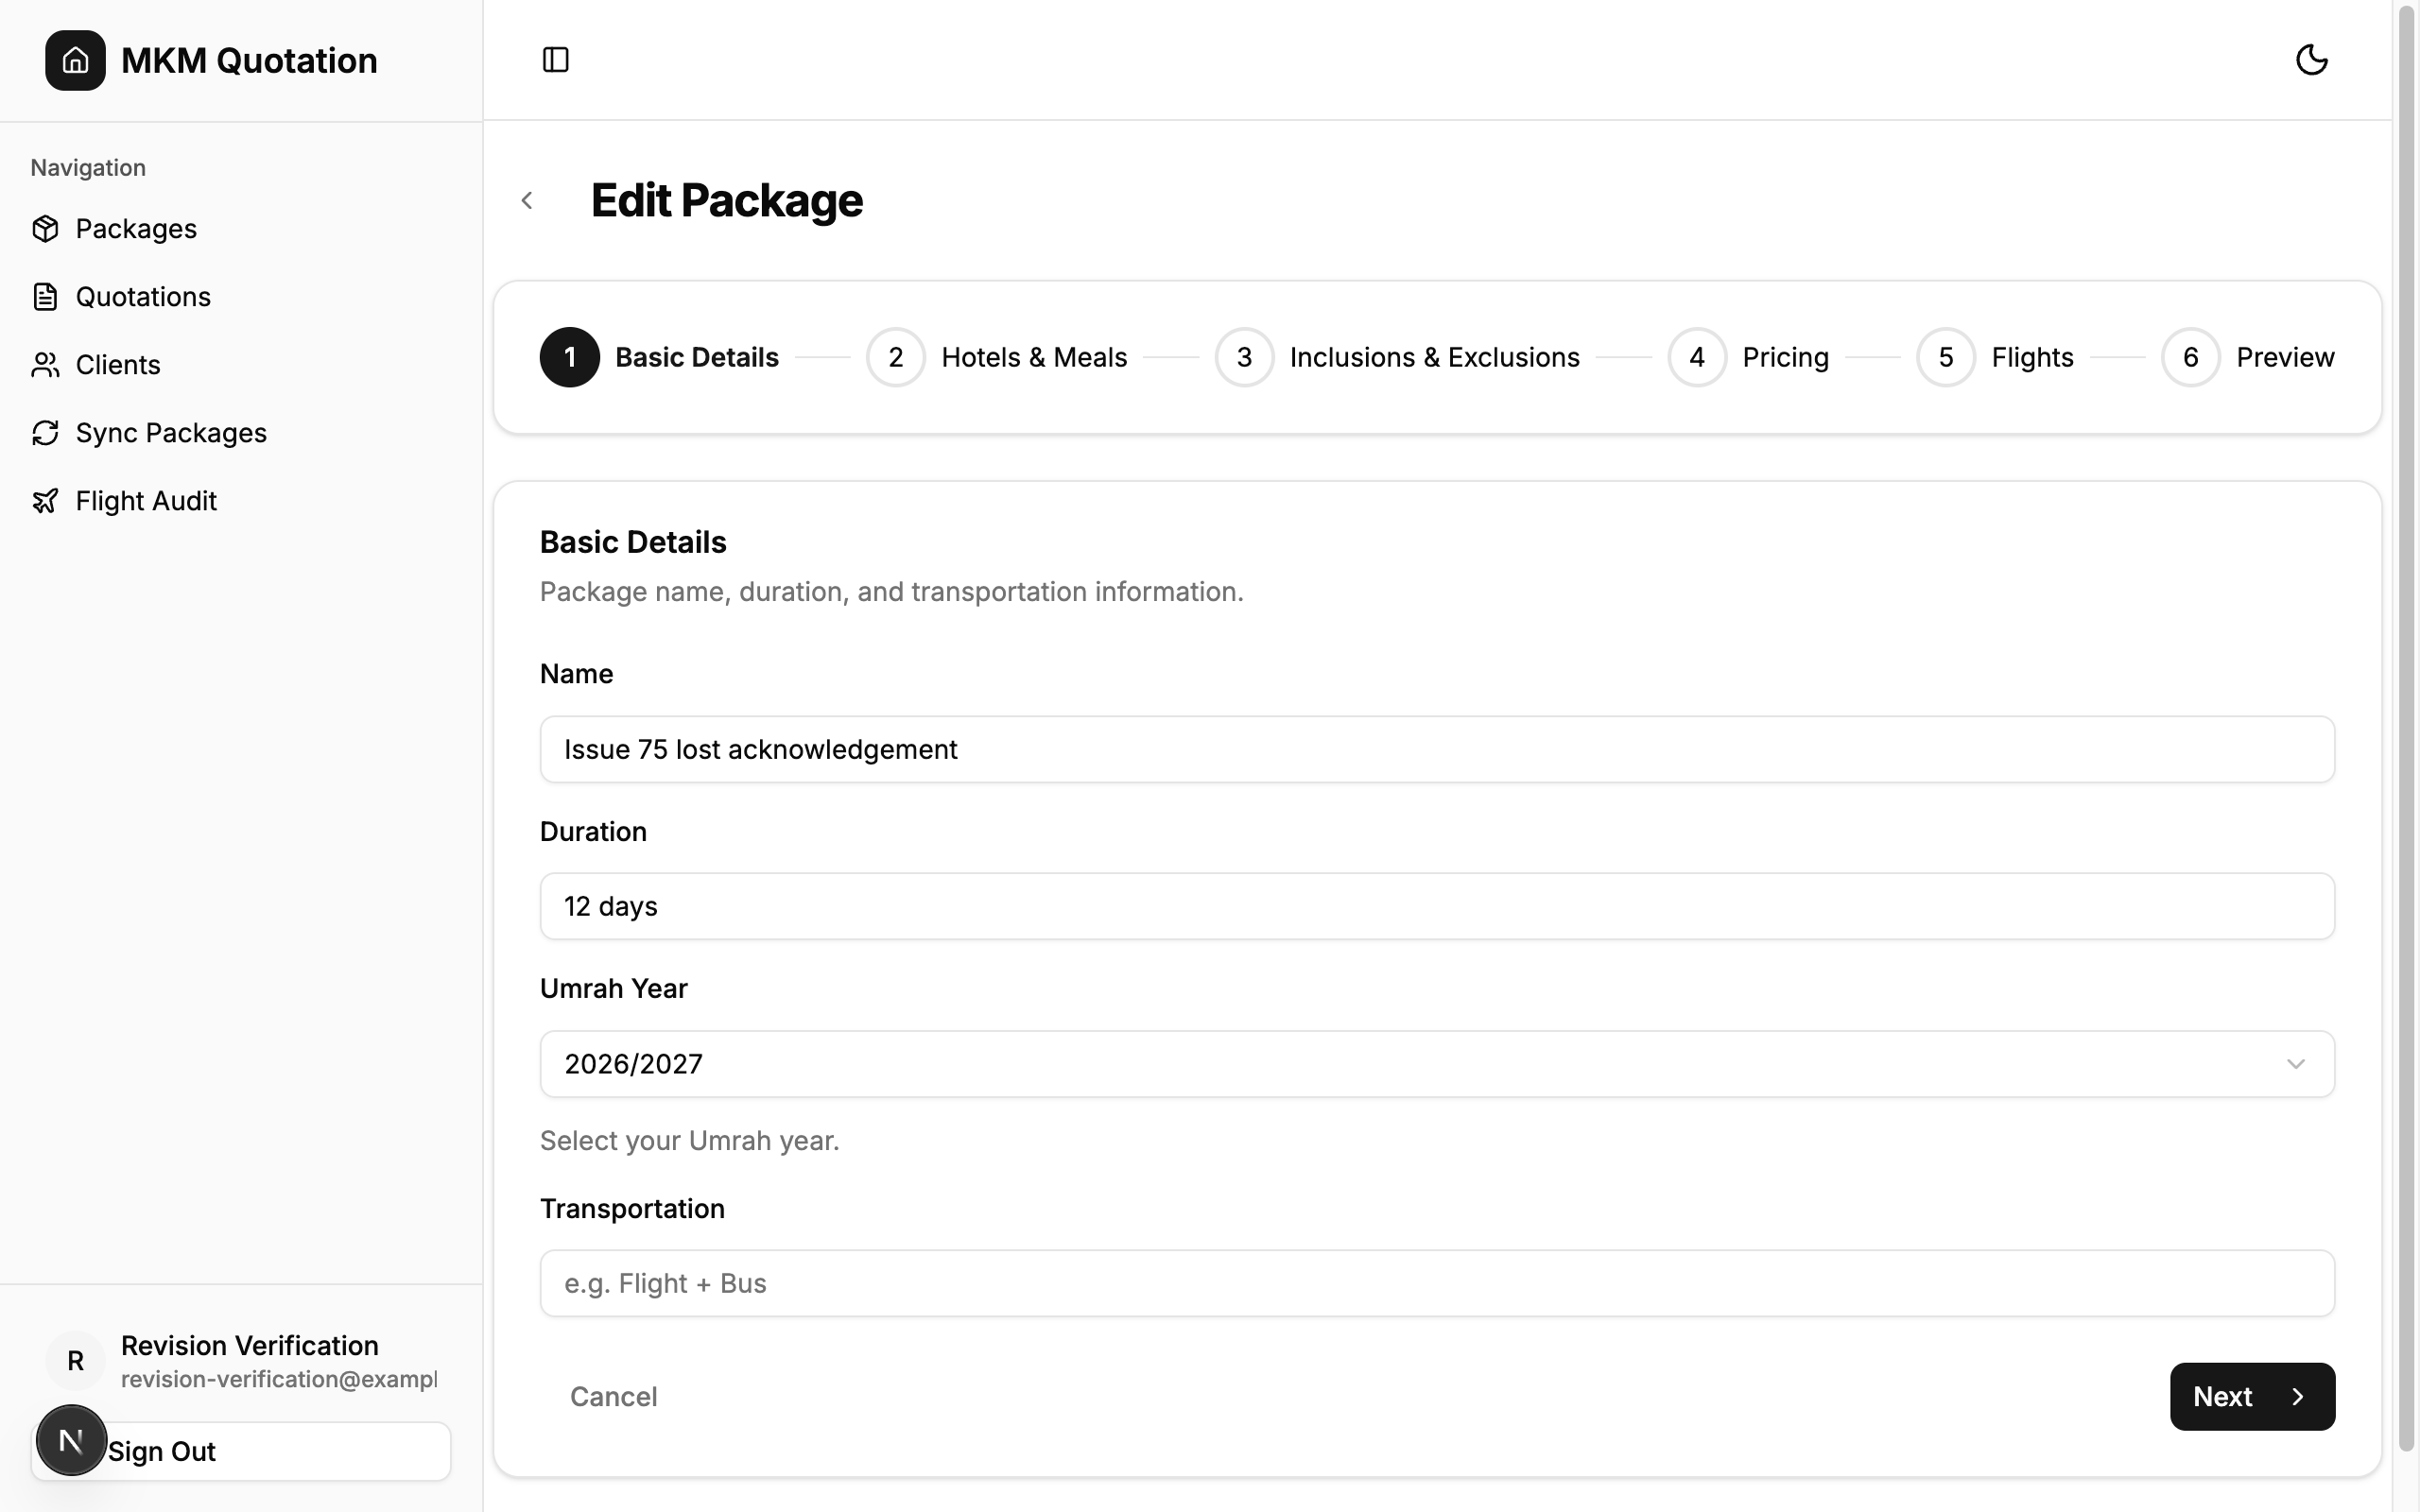 MKM Quotation
Navigation
Packages
Quotations
Clients
Sync Packages
Flight Audit
Revision Verification
R
revision-verification@exampl
N
Sign Out
Edit Package
1 Basic Details 2 Hotels & Meals 3 Inclusions & Exclusions 4 Pricing 5 Flights 6 Preview
Basic Details
Package name, duration, and transportation information.
Name
Issue 75 lost acknowledgement
Duration
12 days
Umrah Year
2026/2027
Select your Umrah year.
Transportation
e.g. Flight + Bus
Cancel
Next